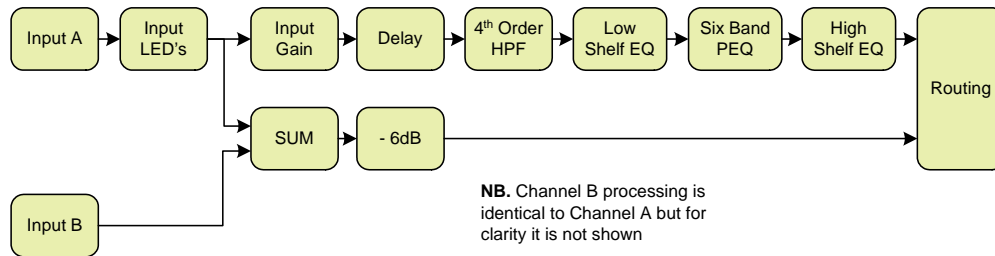 Input A
Input
LED's
Input
Gain
Delay
4th Order
HPF
Low
Shelf EQ
Six Band
PEQ
High
Shelf EQ
Routing
SUM
- 6dB
Input B
NB. Channel B processing is
identical to Channel A but for
clarity it is not shown